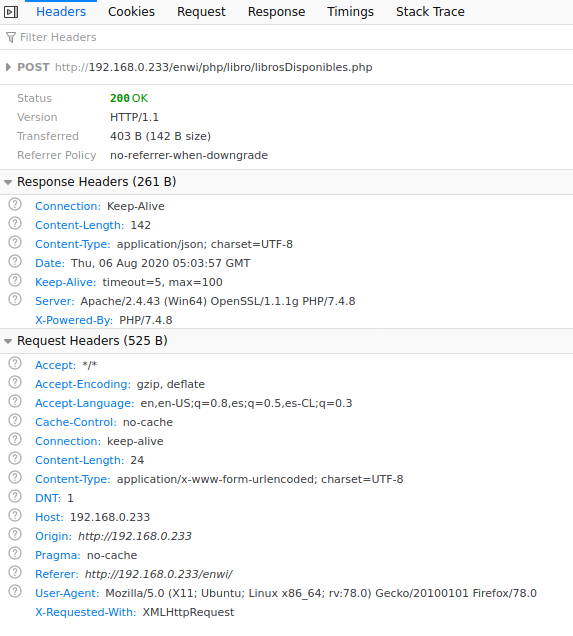 Headers Cookies Request Response Timings Stack Trace
Filter Headers
POST http://192.168.0.233/enwi/php/libro/librosDisponibles.php
Status 200 OK
Version HTTP/1.1
Transferred 403 B (142 B size)
Referrer Policy no-referrer-when-downgrade
Response Headers (261 B)
Connection: Keep-Alive
Content-Length: 142
Content-Type: application/json; charset=UTF-8
Date: Thu, 06 Aug 2020 05:03:57 GMT
Keep-Alive: timeout=5, max=100
Server: Apache/2.4.43 (Win64) OpenSSL/1.1.1g PHP/7.4.8
X-Powered-By: PHP/7.4.8
Request Headers (525 B)
Accept: */*
Accept-Encoding: gzip, deflate
Accept-Language: en,en-US;q=0.8,es;q=0.5,es-CL;q=0.3
Cache-Control: no-cache
Connection: keep-alive
Content-Length: 24
Content-Type: application/x-www-form-urlencoded; charset=UTF-8
DNT: 1
Host: 192.168.0.233
Origin: http://192.168.0.233
Pragma: no-cache
Referer: http://192.168.0.233/enwi/
User-Agent: Mozilla/5.0 (X11; Ubuntu; Linux x86_64; rv:78.0) Gecko/20100101 Firefox/78.0
X-Requested-With: XMLHttpRequest